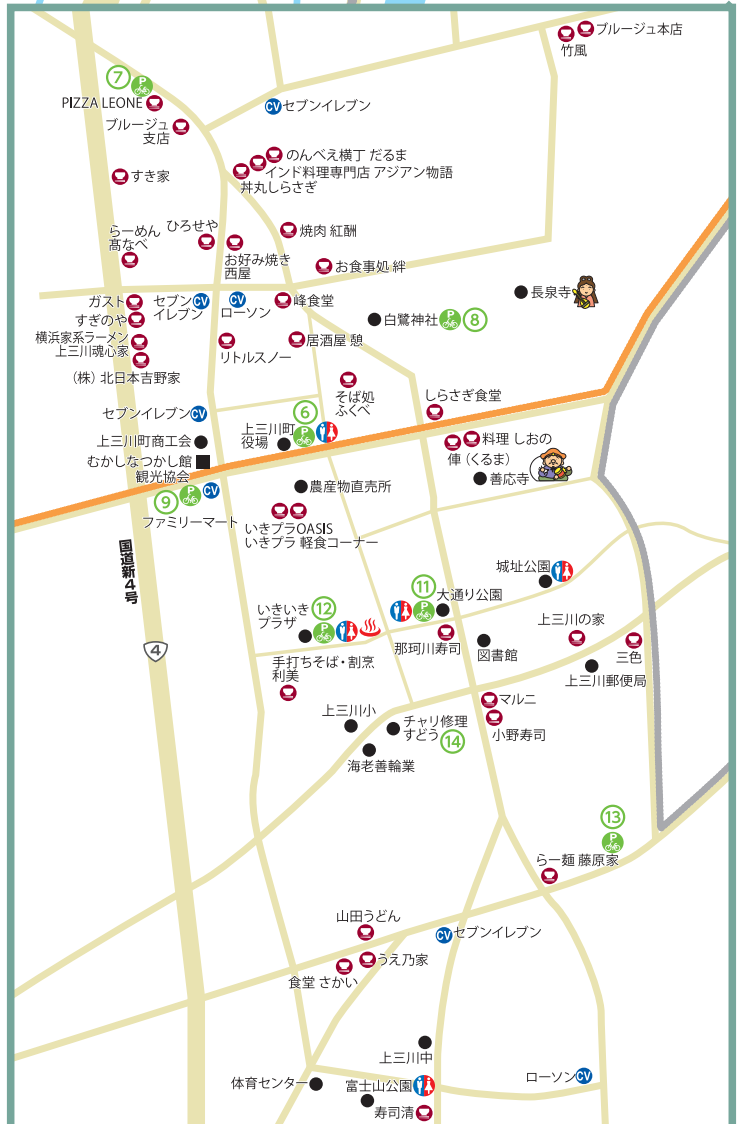 ブルージュ本店
竹風
⑦
P
PIZZA LEONE
CV セブンイレブン
ブルージュ
支店
のんべえ横丁 だるま
インド料理専門店 アジアン物語
丼丸しらさぎ
すき家
らーめん
髙なべ
ひろせや
お好み焼き
西屋
焼肉 紅酬
お食事処 絆
長泉寺
ガスト
セブン
イレブン
CV
CV
ローソン
峰食堂
白鷺神社
P
⑧
すぎのや
横浜家系ラーメン
上三川魂心家
(株) 北日本吉野家
リトルスノー
居酒屋 憩
そば処
ふくべ
しらさぎ食堂
セブンイレブン CV
⑥
上三川町
役場
P
上三川町商工会
むかしなつかし館
観光協会
料理 しおの
俥 (くるま)
善応寺
⑨
P
CV
ファミリーマート
農産物直売所
いきプラOASIS
いきプラ 軽食コーナー
国道新4号
4
城址公園
⑪
P
大通り公園
いきいき
プラザ
⑫
P
那珂川寿司
図書館
上三川の家
三色
上三川郵便局
手打ちそば・割烹
利美
マルニ
小野寿司
上三川小
チャリ修理
すどう
⑭
海老善輪業
⑬
P
らー麺 藤原家
山田うどん
CV セブンイレブン
うえ乃家
食堂 さかい
上三川中
体育センター
富士山公園
ローソン CV
寿司清